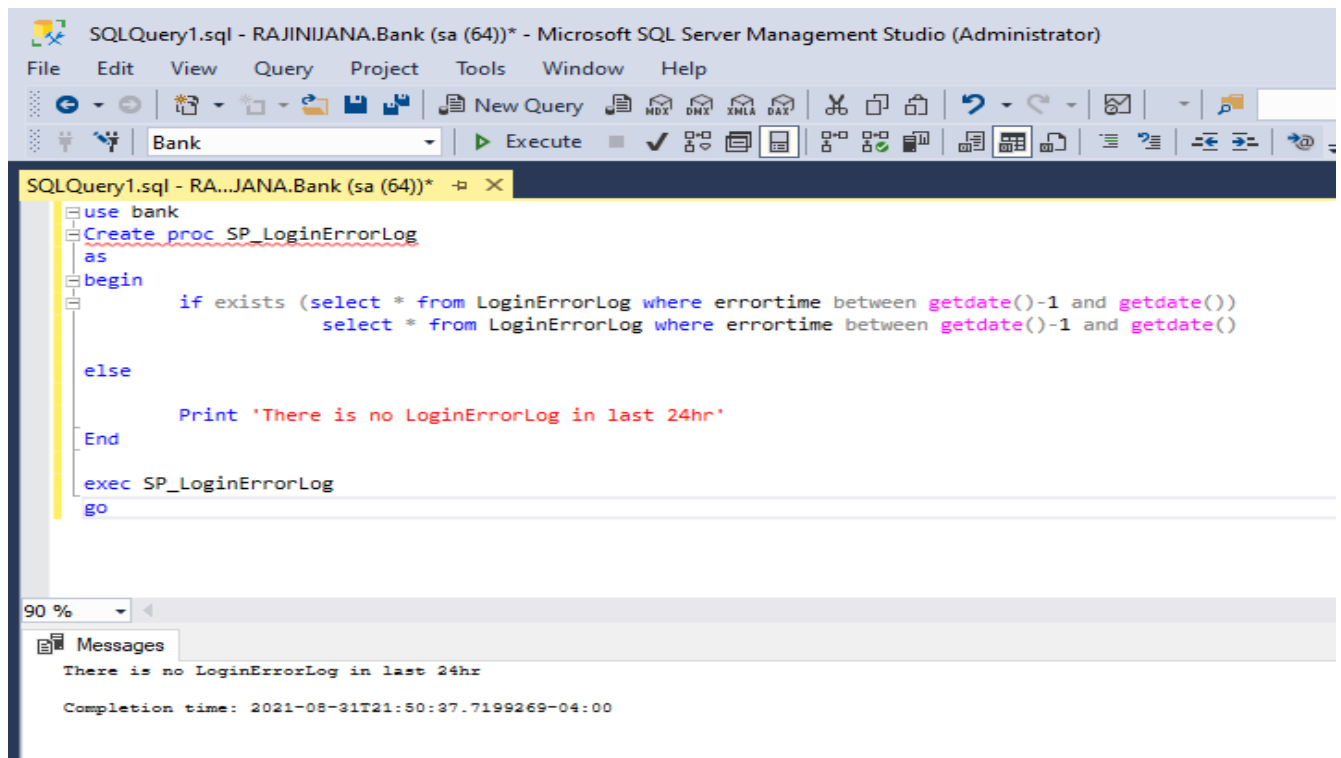 SQLQuery1.sql - RAJINIJANA.Bank (sa (64))* - Microsoft SQL Server Management Studio (Administrator)
File Edit View Query Project Tools Window Help
New Query MDX DMX XMLA DAX
Bank Execute
SQLQuery1.sql - RA...JANA.Bank (sa (64))*
use bank
Create proc SP_LoginErrorLog
as
begin
if exists (select * from LoginErrorLog where errortime between getdate()-1 and getdate())
select * from LoginErrorLog where errortime between getdate()-1 and getdate()
else
Print 'There is no LoginErrorLog in last 24hr'
End
exec SP_LoginErrorLog
go
90 %
Messages
There is no LoginErrorLog in last 24hr
Completion time: 2021-08-31T21:50:37.7199269-04:00